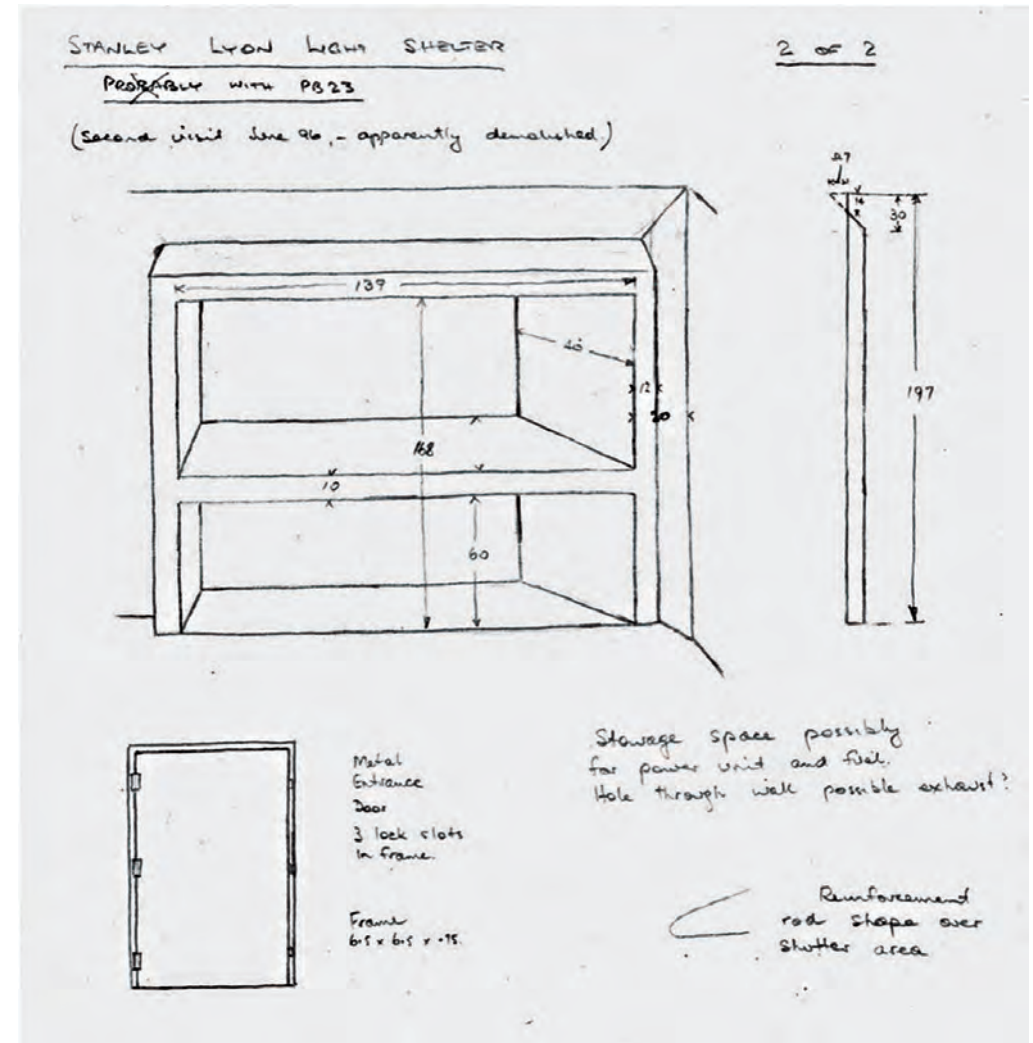 STANLEY LYON LIGHT SHELTER
2 OF 2
PROBABLY WITH PB23
(Second visit June 96, - apparently demolished)
30
139
40
12
197
20
168
10
60
Metal
Entrance
Door
3 lock slots
in frame.
Frame
6.5 x 6.5 x .75.
Stowage space possibly
for power unit and fuel.
Hole through wall possible exhaust?
Reinforcement
rod shape over
shutter area